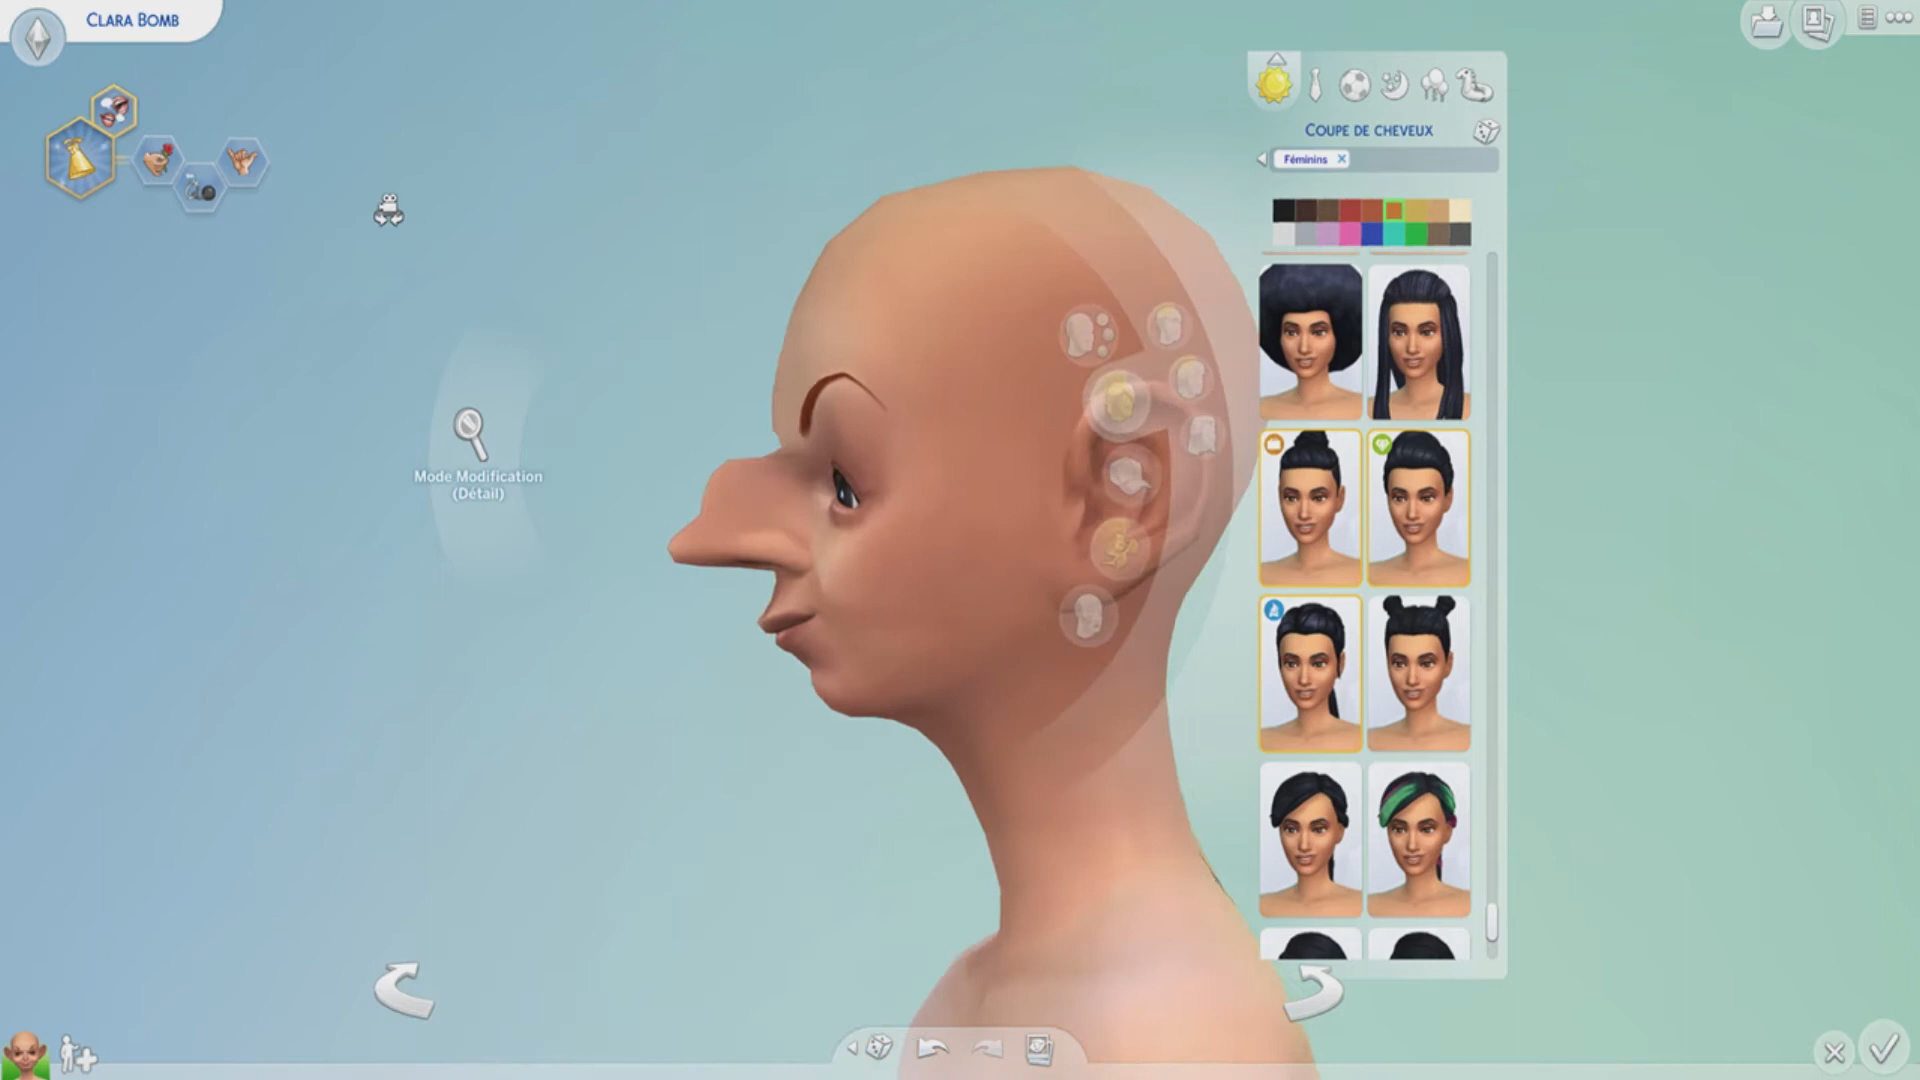 CLARA BOMB
COUPE DE CHEVEUX
Féminins
Mode Modification
(Détail)